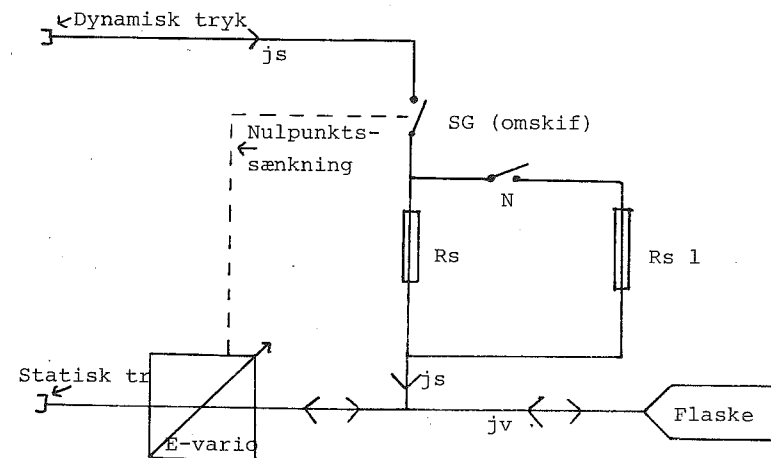 Dynamisk tryk
js
SG (omskif)
Nulpunkts-
sænkning
N
Rs
Rs 1
js
Statisk tr
jv
Flaske
E-vario